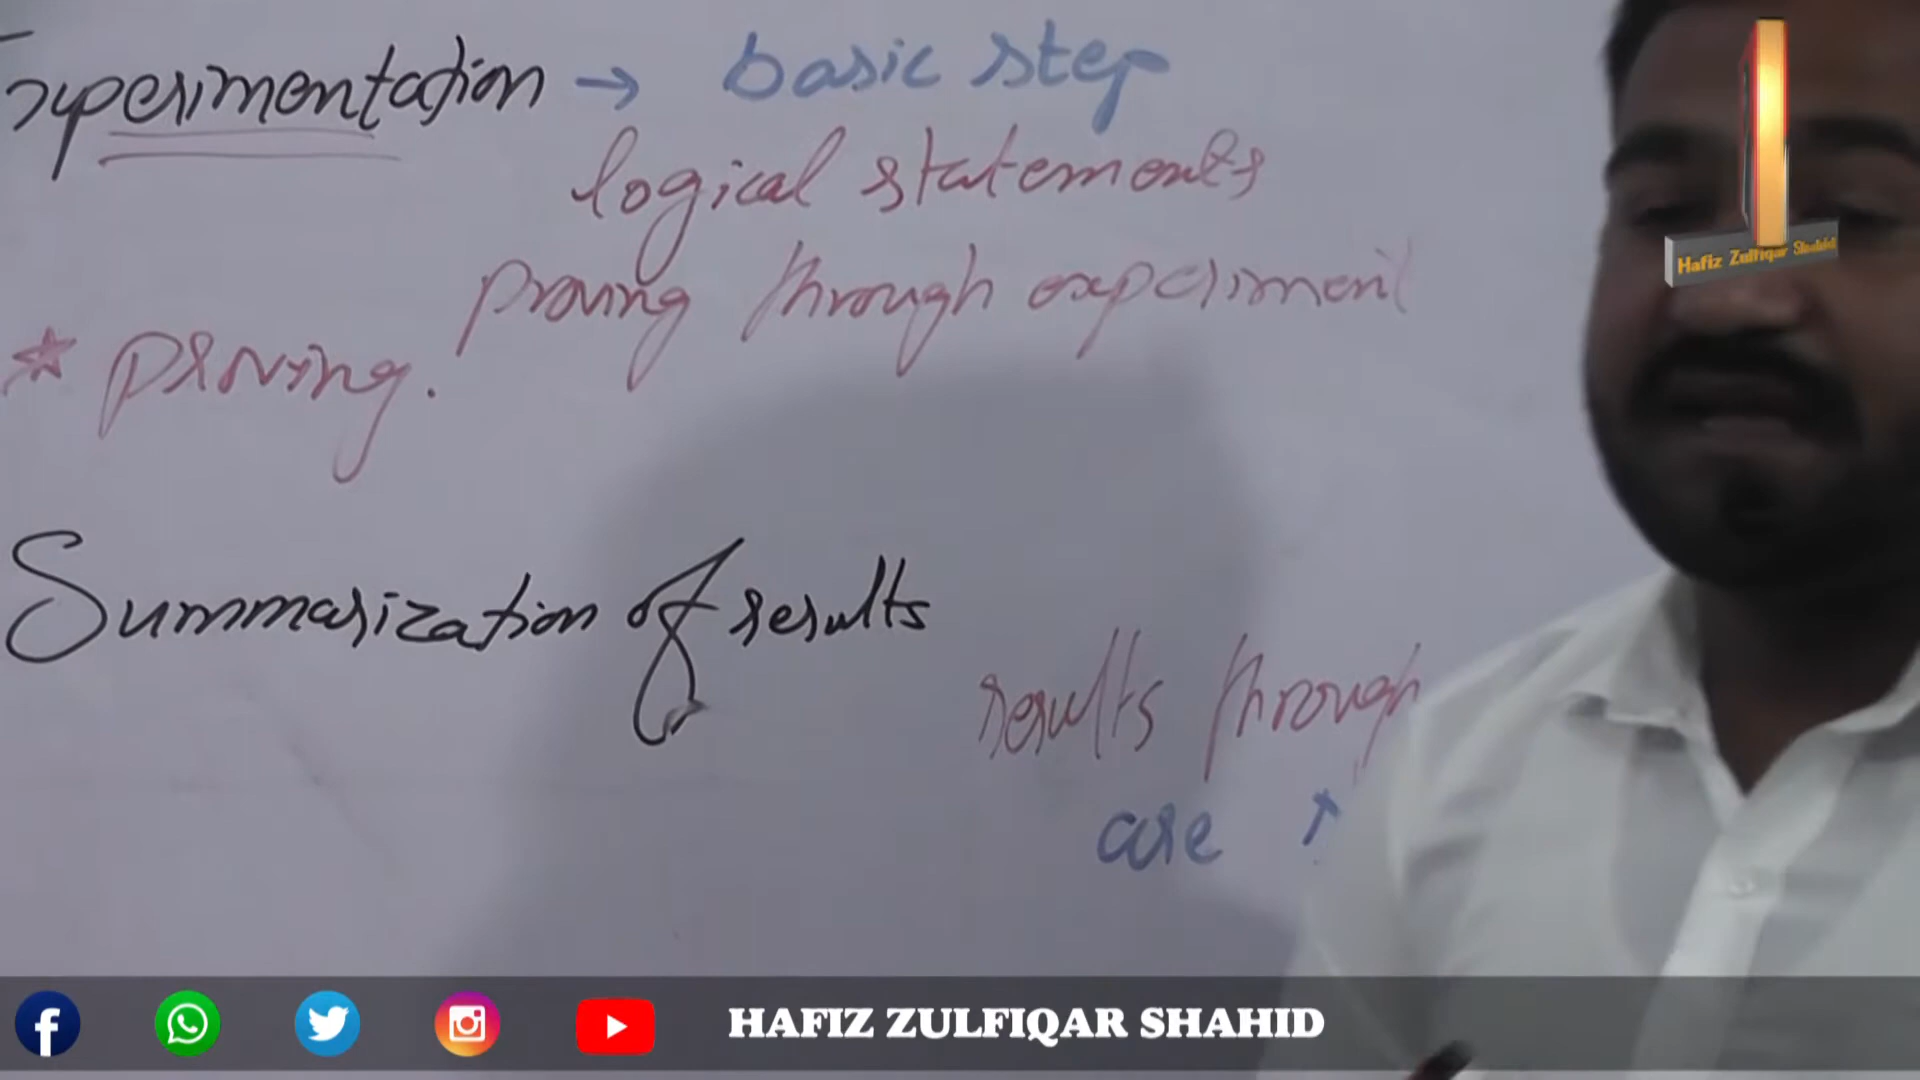 Experimentation → basic step
logical statements
proving through experiment
☆ proving.
Summarization of results
results through
are
Hafiz Zulfiqar Shahid
HAFIZ ZULFIQAR SHAHID